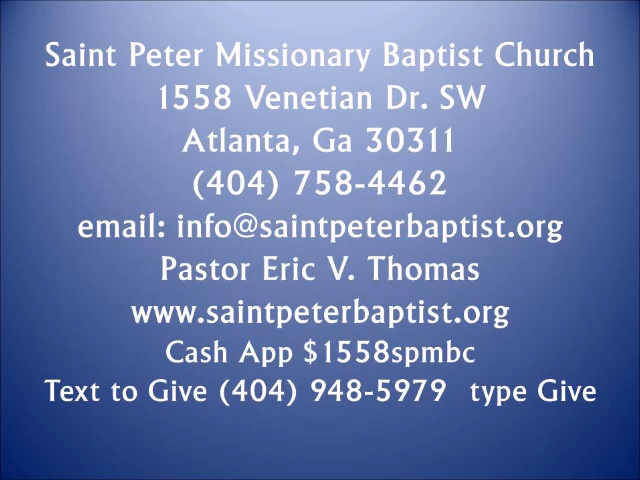 Saint Peter Missionary Baptist Church
1558 Venetian Dr. SW
Atlanta, Ga 30311
(404) 758-4462
email: info@saintpeterbaptist.org
Pastor Eric V. Thomas
www.saintpeterbaptist.org
Cash App $1558spmbc
Text to Give (404) 948-5979 type Give